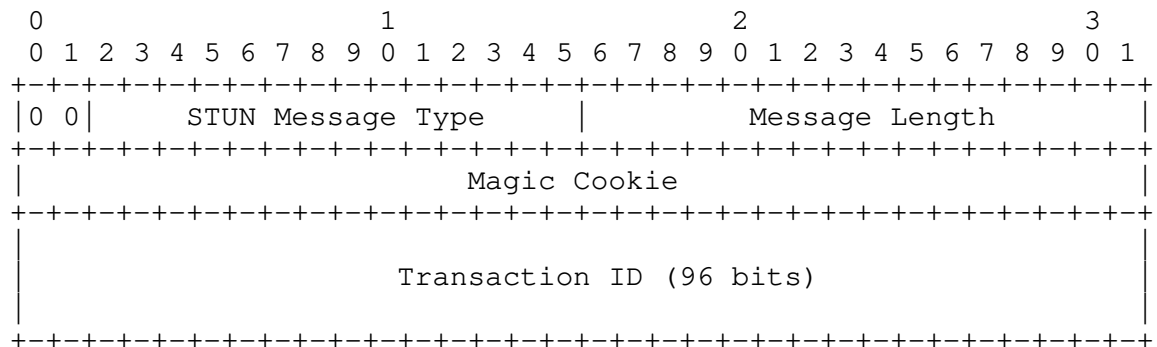 0                   1                   2                   3
 0 1 2 3 4 5 6 7 8 9 0 1 2 3 4 5 6 7 8 9 0 1 2 3 4 5 6 7 8 9 0 1
+-+-+-+-+-+-+-+-+-+-+-+-+-+-+-+-+-+-+-+-+-+-+-+-+-+-+-+-+-+-+-+-+
|0 0|     STUN Message Type     |         Message Length        |
+-+-+-+-+-+-+-+-+-+-+-+-+-+-+-+-+-+-+-+-+-+-+-+-+-+-+-+-+-+-+-+-+
|                         Magic Cookie                          |
+-+-+-+-+-+-+-+-+-+-+-+-+-+-+-+-+-+-+-+-+-+-+-+-+-+-+-+-+-+-+-+-+
|                                                               |
|                     Transaction ID (96 bits)                  |
|                                                               |
+-+-+-+-+-+-+-+-+-+-+-+-+-+-+-+-+-+-+-+-+-+-+-+-+-+-+-+-+-+-+-+-+